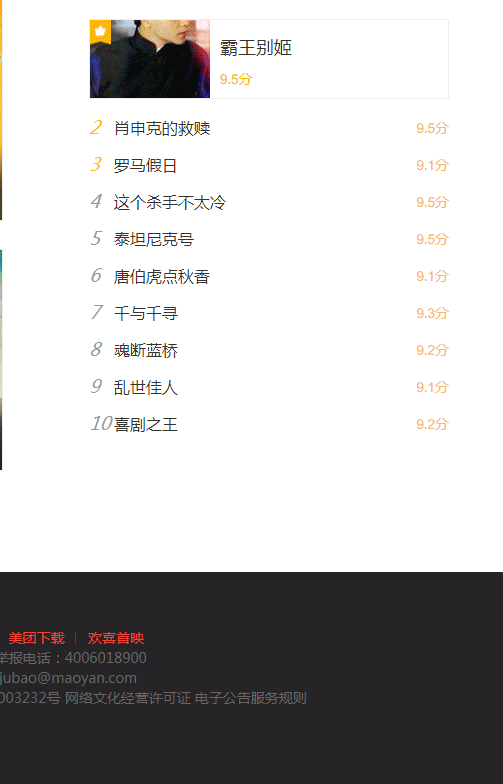 霸王别姬
9.5分
2 肖申克的救赎 9.5分
3 罗马假日 9.1分
4 这个杀手不太冷 9.5分
5 泰坦尼克号 9.5分
6 唐伯虎点秋香 9.1分
7 千与千寻 9.3分
8 魂断蓝桥 9.2分
9 乱世佳人 9.1分
10 喜剧之王 9.2分
美团下载 | 欢喜首映
举报电话：4006018900
jubao@maoyan.com
003232号 网络文化经营许可证 电子公告服务规则